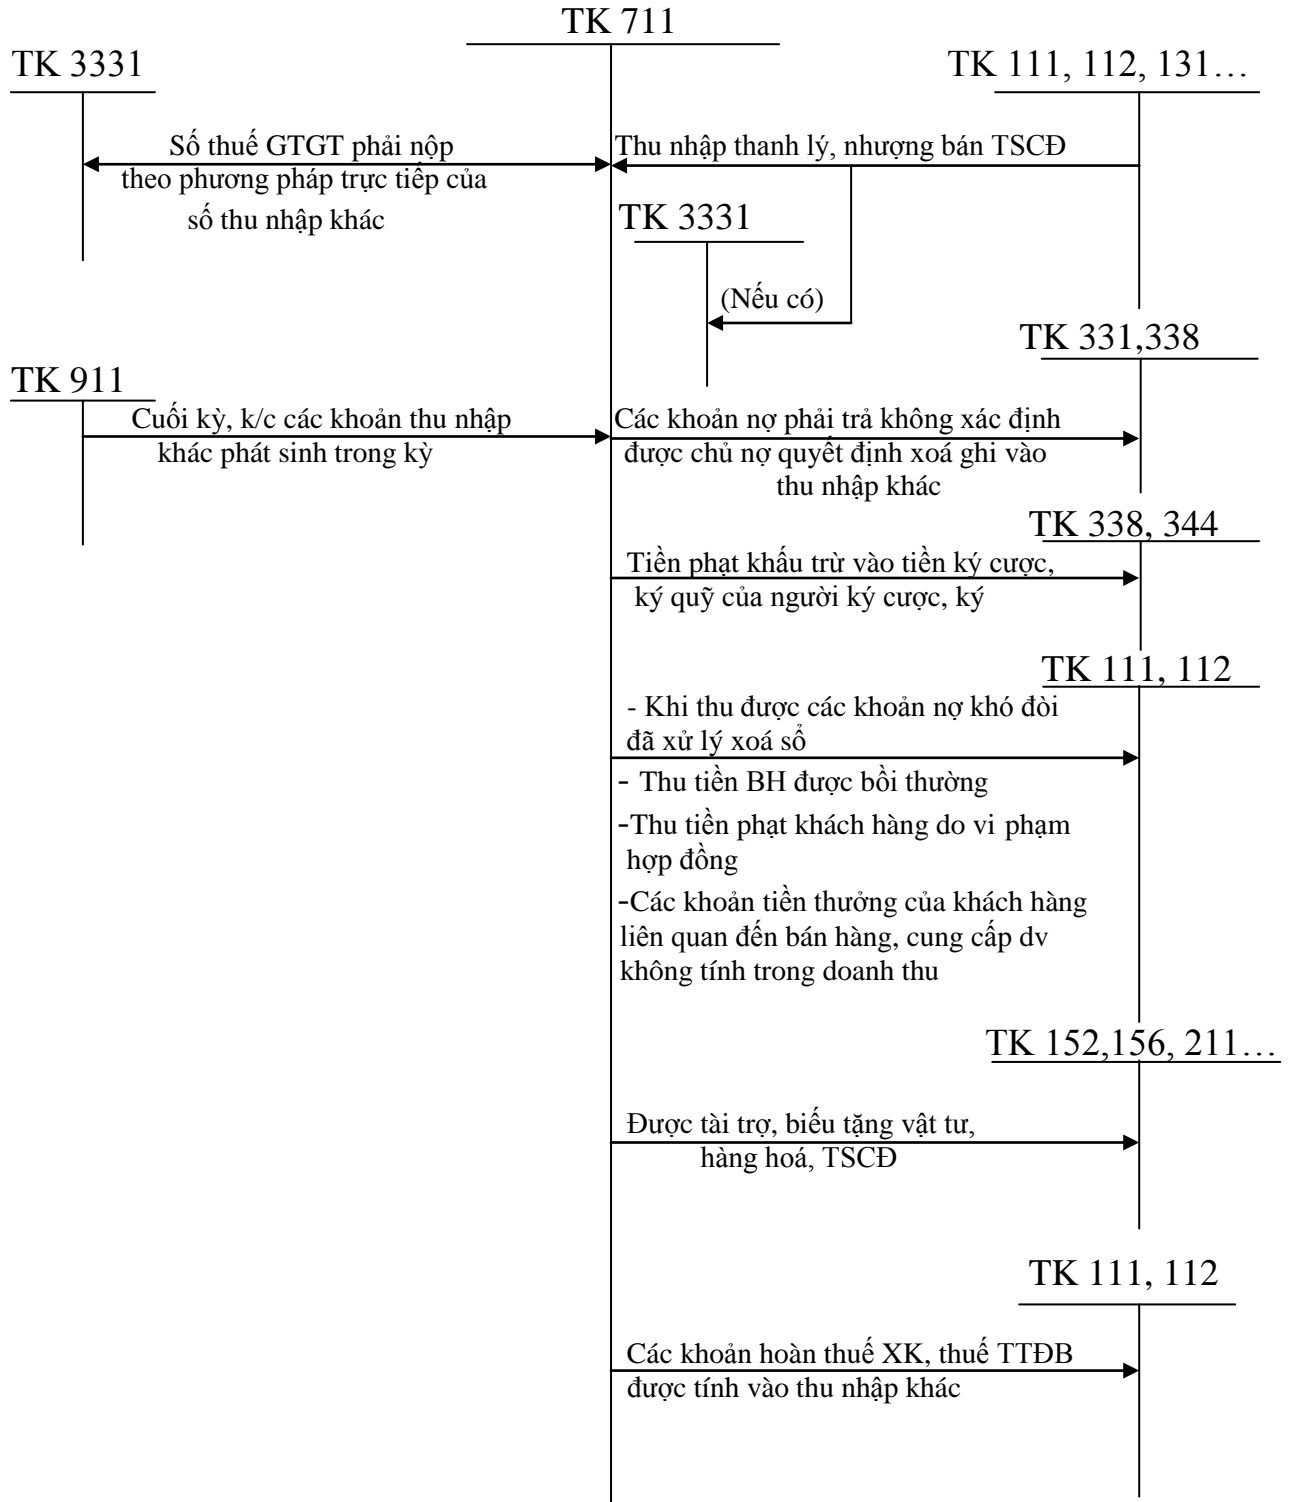 TK 711
TK 3331
TK 111, 112, 131…
Số thuế GTGT phải nộp
theo phương pháp trực tiếp của
số thu nhập khác
Thu nhập thanh lý, nhượng bán TSCĐ
TK 3331
(Nếu có)
TK 331,338
TK 911
Cuối kỳ, k/c các khoản thu nhập
khác phát sinh trong kỳ
Các khoản nợ phải trả không xác định
được chủ nợ quyết định xoá ghi vào
thu nhập khác
TK 338, 344
Tiền phạt khấu trừ vào tiền ký cược,
ký quỹ của người ký cược, ký
TK 111, 112
- Khi thu được các khoản nợ khó đòi
đã xử lý xoá sổ
- Thu tiền BH được bồi thường
-Thu tiền phạt khách hàng do vi phạm
hợp đồng
-Các khoản tiền thưởng của khách hàng
liên quan đến bán hàng, cung cấp dv
không tính trong doanh thu
TK 152,156, 211…
Được tài trợ, biếu tặng vật tư,
hàng hoá, TSCĐ
TK 111, 112
Các khoản hoàn thuế XK, thuế TTĐB
được tính vào thu nhập khác